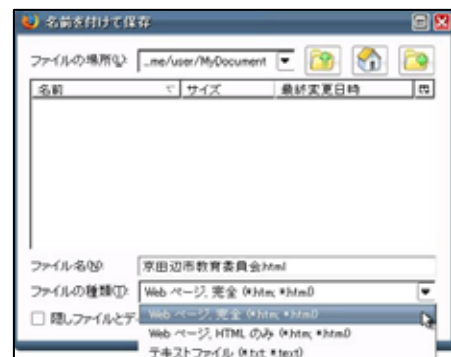 名前を付けて保存
ファイルの場所(L): ...me/user/MyDocument
名前 サイズ 最終変更日時
ファイル名(N): 京田辺市教育委員会html
ファイルの種類(T): Web ページ, 完全 (*.htm; *.html)
隠しファイルとデ Web ページ, 完全 (*.htm; *.html)
Web ページ, HTML のみ (*.htm; *.html)
テキストファイル (*.txt; *.text)